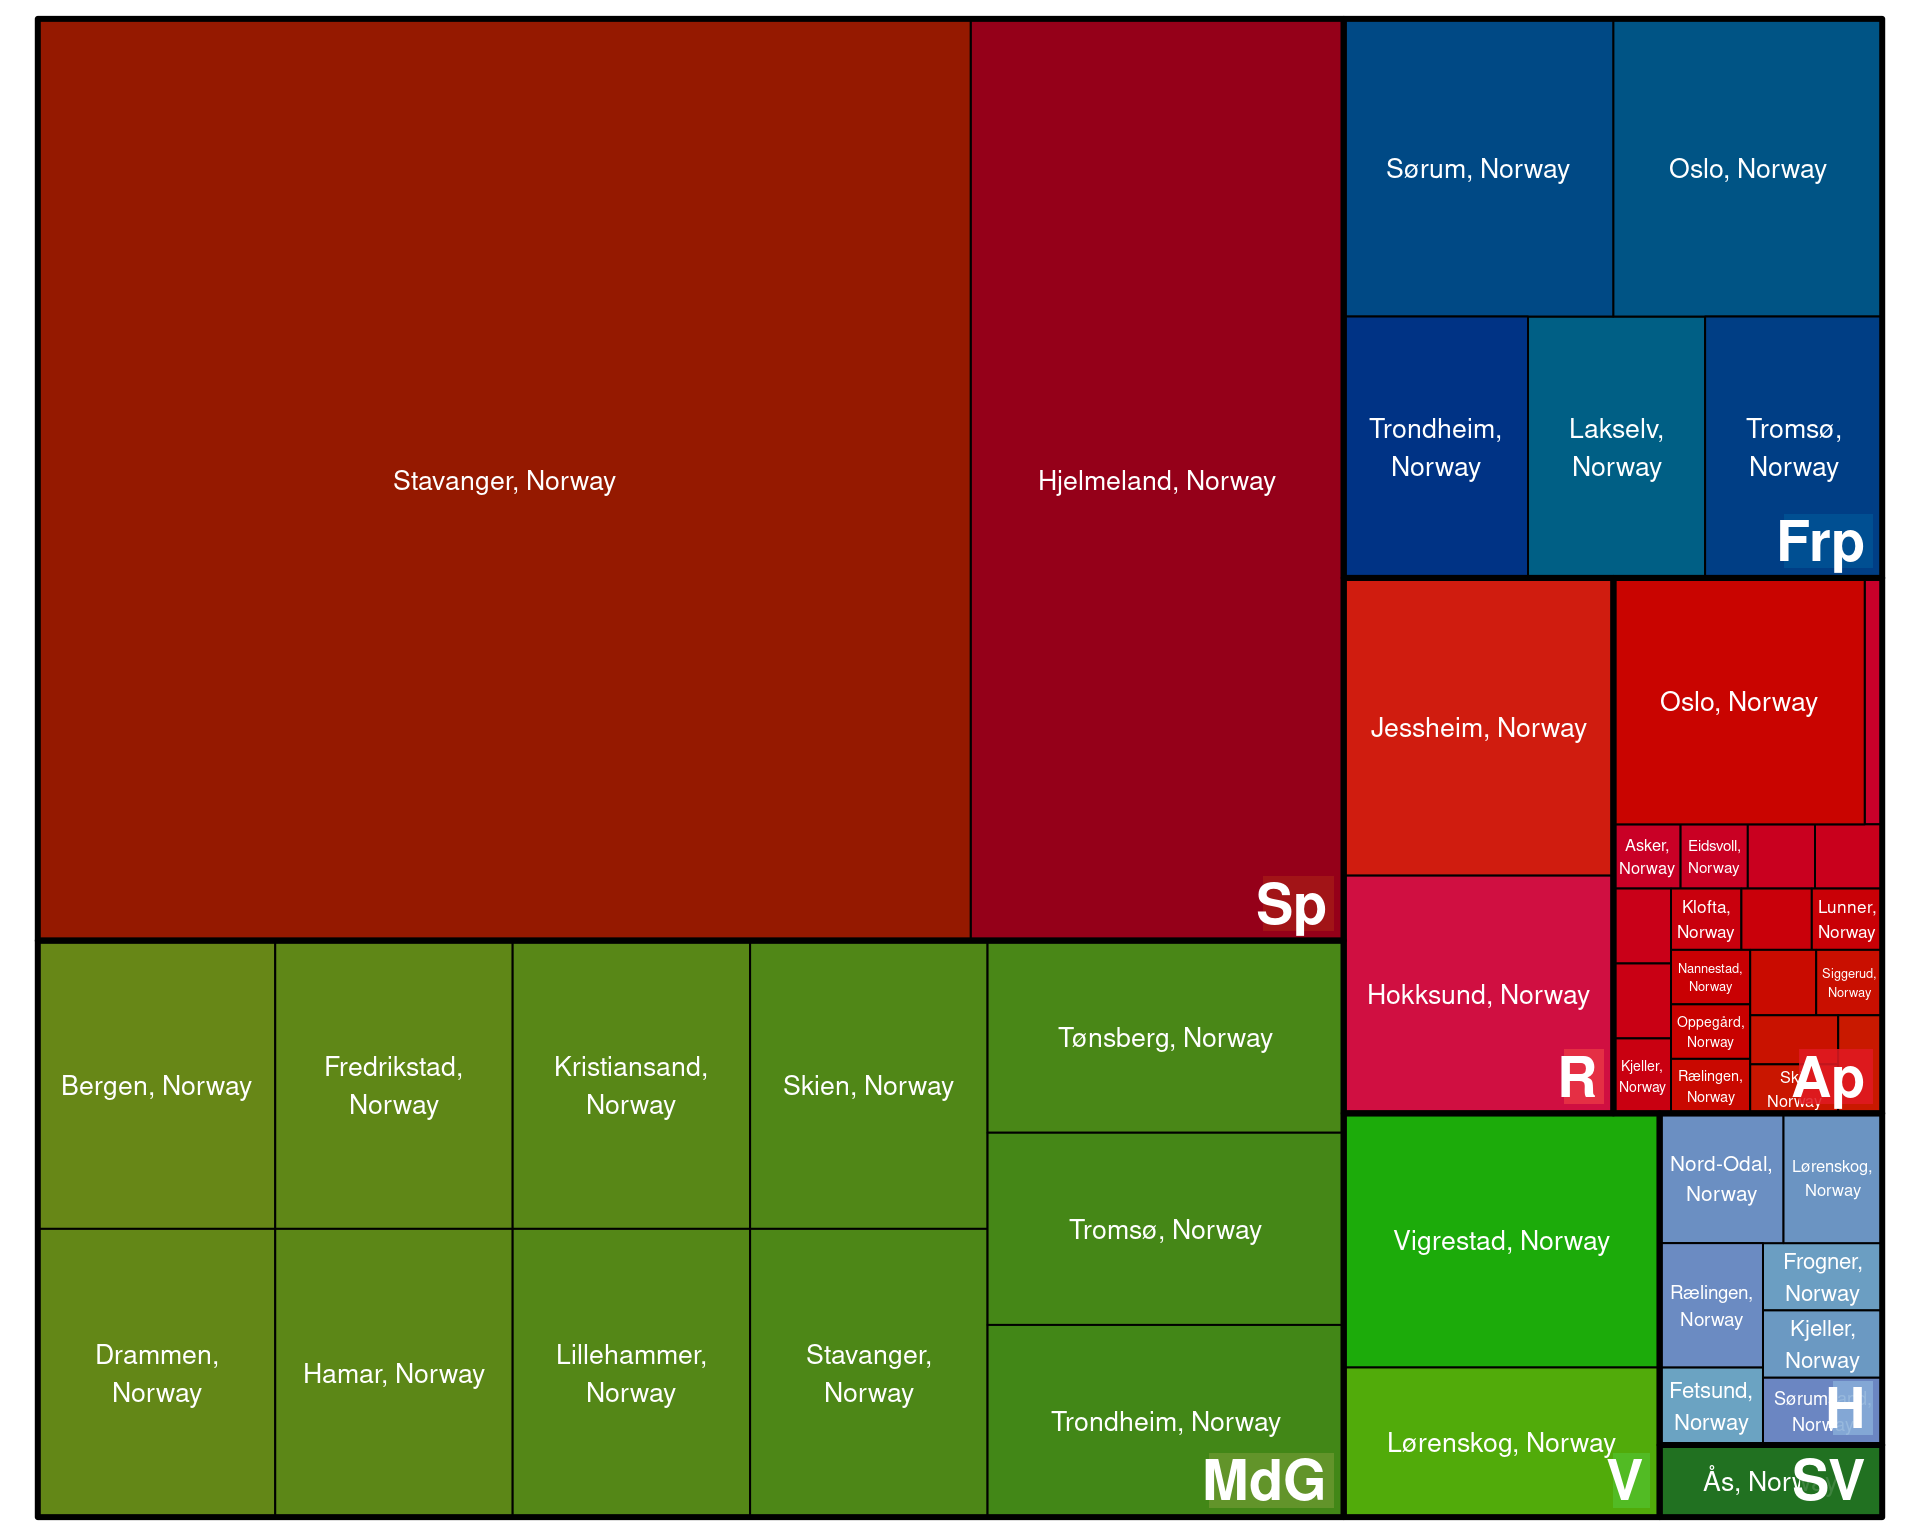 Stavanger, Norway
Hjelmeland, Norway
Sp
Bergen, Norway
Fredrikstad,
Norway
Kristiansand,
Norway
Skien, Norway
Drammen,
Norway
Hamar, Norway
Lillehammer,
Norway
Stavanger,
Norway
Tønsberg, Norway
Tromsø, Norway
Trondheim, Norway
MdG
Sørum, Norway
Oslo, Norway
Trondheim,
Norway
Lakselv,
Norway
Tromsø,
Norway
Frp
Jessheim, Norway
Hokksund, Norway
R
Oslo, Norway
Asker,
Norway
Eidsvoll,
Norway
Klofta,
Norway
Lunner,
Norway
Nannestad,
Norway
Siggerud,
Norway
Oppegård,
Norway
Kjeller,
Norway
Rælingen,
Norway
Norway
Ap
Vigrestad, Norway
Lørenskog, Norway
V
Nord-Odal,
Norway
Lørenskog,
Norway
Rælingen,
Norway
Frogner,
Norway
Kjeller,
Norway
Fetsund,
Norway
Sørumsand,
Norway
H
Ås, Norway
SV